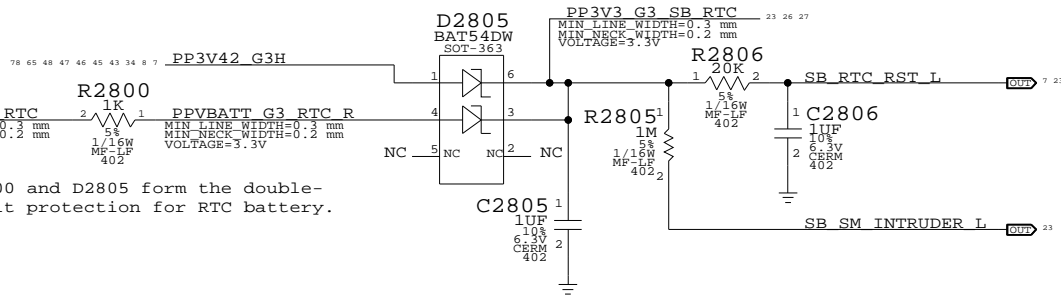 PP3V3_G3_SB_RTC
23 26 27
MIN_LINE_WIDTH=0.3 mm
MIN_NECK_WIDTH=0.2 mm
VOLTAGE=3.3V
D2805
BAT54DW
SOT-363
78 65 48 47 46 45 43 34 8 7
PP3V42_G3H
1
6
R2806
20K
1
2
5%
1/16W
MF-LF
402
SB_RTC_RST_L
OUT
7 23
RTC
0.3 mm
0.2 mm
R2800
1K
2
1
5%
1/16W
MF-LF
402
PPVBATT_G3_RTC_R
MIN_LINE_WIDTH=0.3 mm
MIN_NECK_WIDTH=0.2 mm
VOLTAGE=3.3V
4
3
R2805
1
1M
5%
1/16W
MF-LF
402
2
C2806
1
1UF
10%
6.3V
CERM
402
2
NC
5
NC
NC
2
NC
00 and D2805 form the double-
t protection for RTC battery.
C2805
1
1UF
10%
6.3V
CERM
402
2
SB_SM_INTRUDER_L
OUT
23